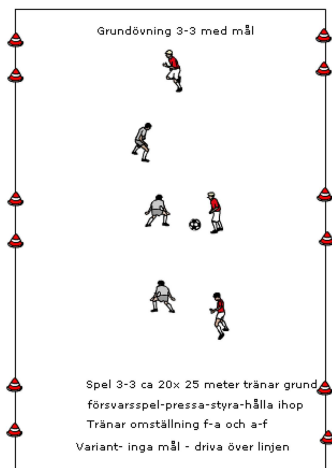 Grundövning 3-3 med mål
Spel 3-3 ca 20x 25 meter tränar grund
försvarsspel-pressa-styra-hålla ihop
Tränar omställning f-a och a-f
Variant- inga mål - driva över linjen